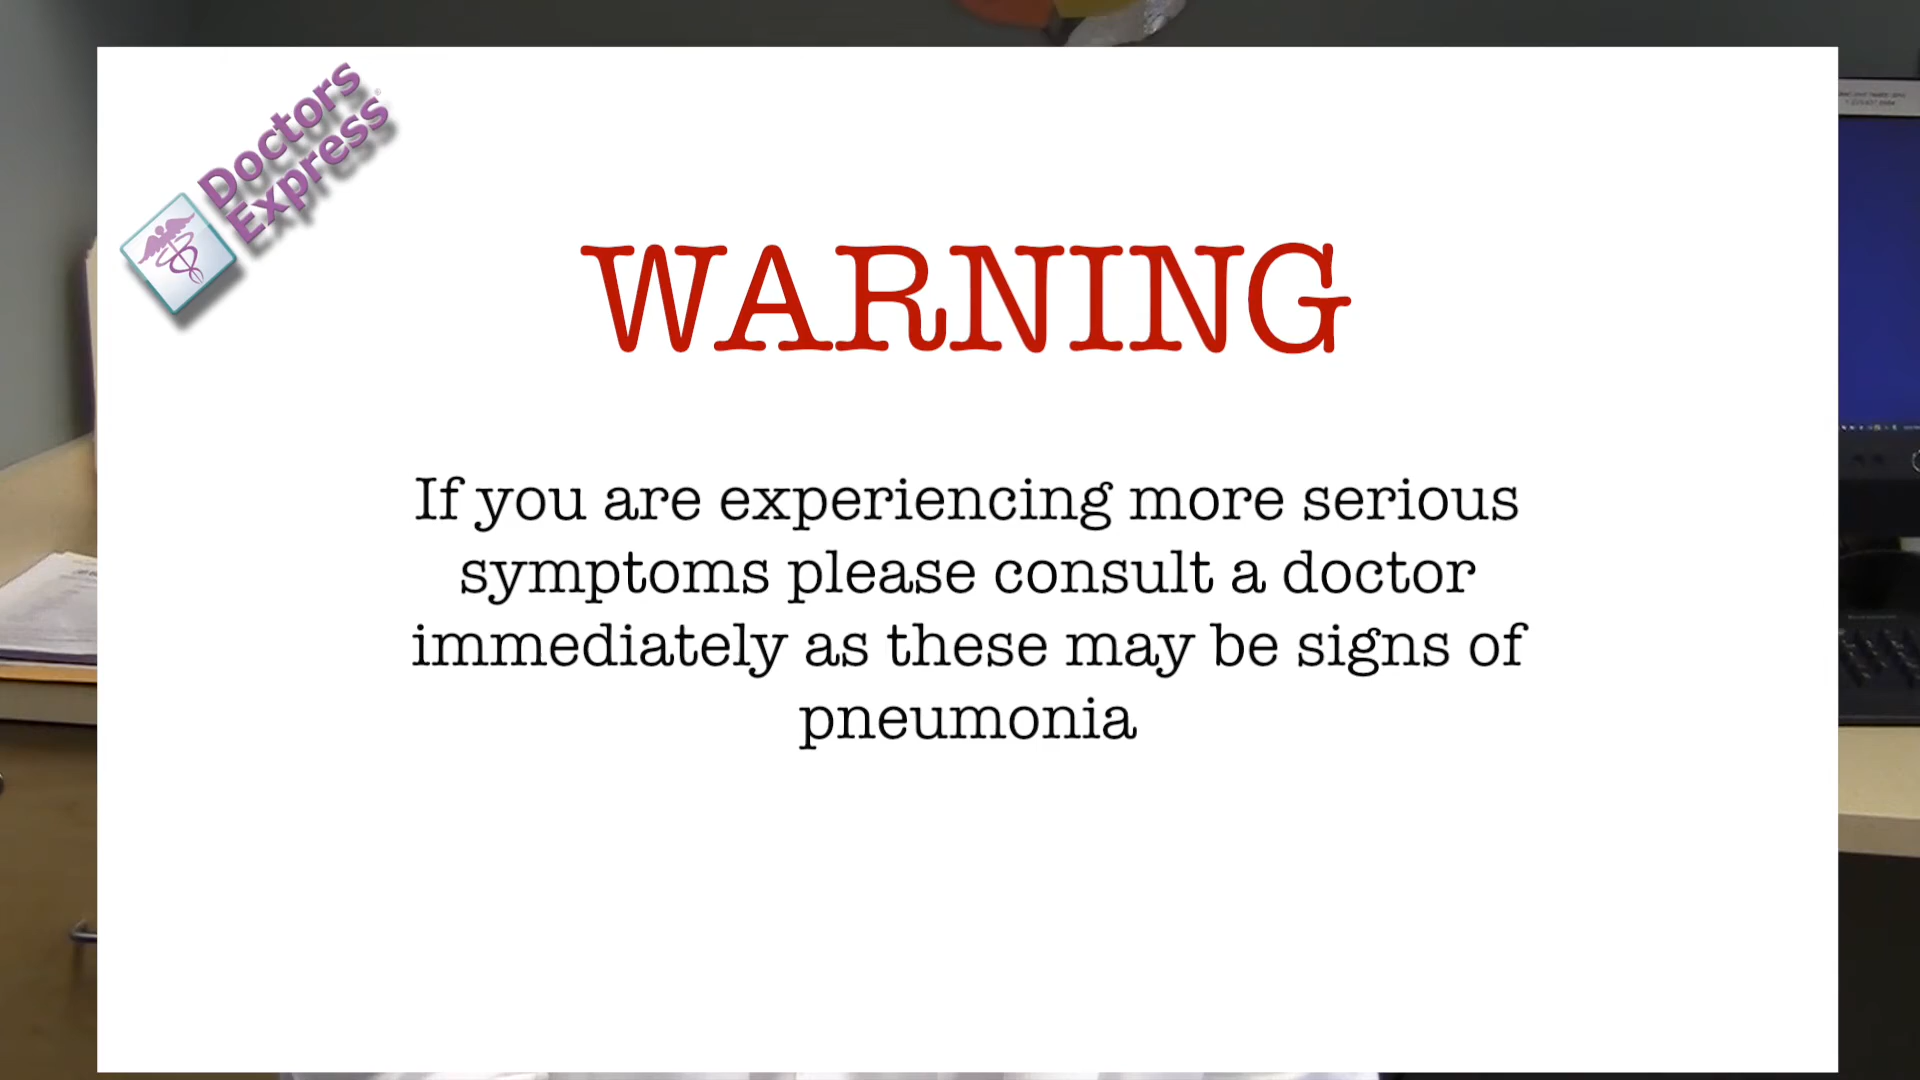 Doctors
Express
WARNING
If you are experiencing more serious
symptoms please consult a doctor
immediately as these may be signs of
pneumonia